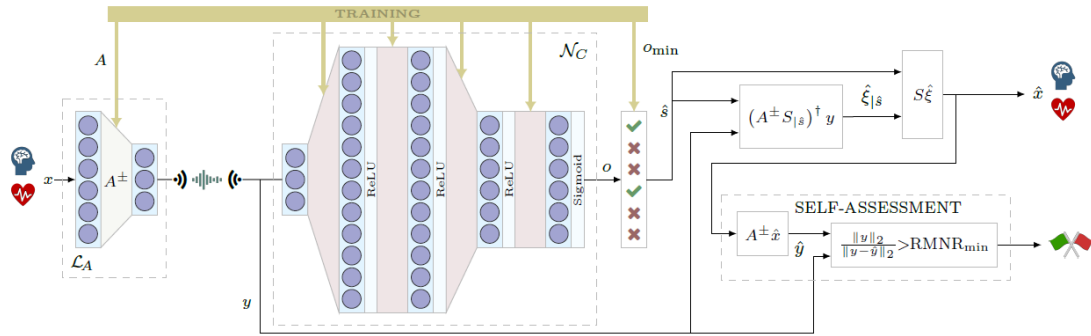 TRAINING
A
𝒩_C
o_min
x
A^±
ℒ_A
ReLU
ReLU
ReLU
Sigmoid
o
ŝ
(A^± S_{|ŝ})^† y
ξ̂_{|ŝ}
Sξ̂
x̂
SELF-ASSESSMENT
A^± x̂
ŷ
‖y‖₂ / ‖y−ŷ‖₂ > RMNR_min
y